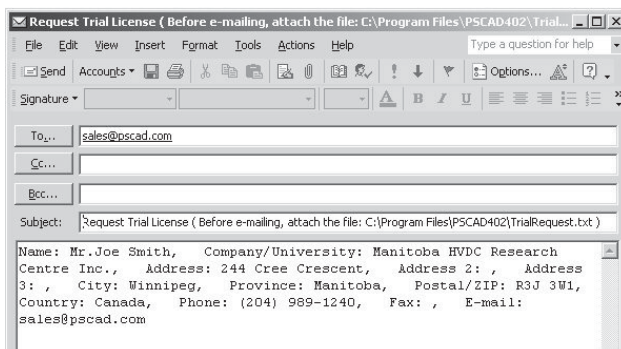 Request Trial License ( Before e-mailing, attach the file: C:\Program Files\PSCAD402\Trial...
File Edit View Insert Format Tools Actions Help Type a question for help
Send Accounts Options...
Signature
To... sales@pscad.com
Cc...
Bcc...
Subject: Request Trial License ( Before e-mailing, attach the file: C:\Program Files\PSCAD402\TrialRequest.txt )
Name: Mr.Joe Smith, Company/University: Manitoba HVDC Research
Centre Inc., Address: 244 Cree Crescent, Address 2: , Address
3: , City: Winnipeg, Province: Manitoba, Postal/ZIP: R3J 3W1,
Country: Canada, Phone: (204) 989-1240, Fax: , E-mail:
sales@pscad.com